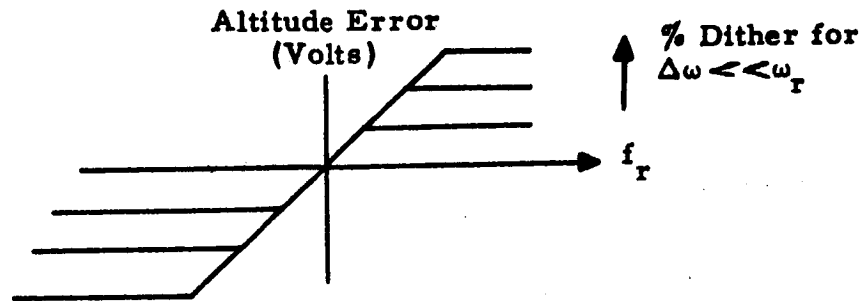 Altitude Error
(Volts)
% Dither for
Δω <<ω_r
f_r